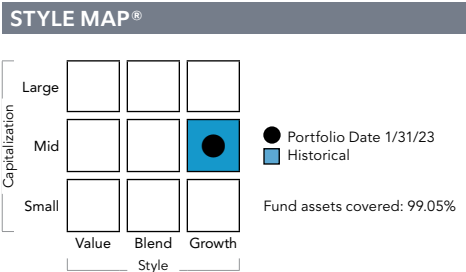 STYLE MAP®
Capitalization
Large
Mid
Small
Value Blend Growth
Style
Portfolio Date 1/31/23
Historical
Fund assets covered: 99.05%